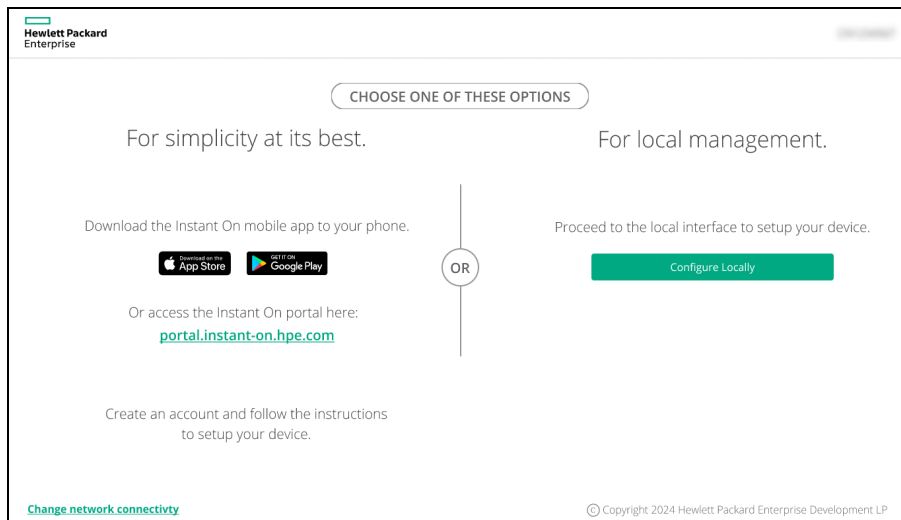 Hewlett Packard
Enterprise
CHOOSE ONE OF THESE OPTIONS
For simplicity at its best.
Download the Instant On mobile app to your phone.
Download on the
App Store
GET IT ON
Google Play
Or access the Instant On portal here:
portal.instant-on.hpe.com
Create an account and follow the instructions
to setup your device.
OR
For local management.
Proceed to the local interface to setup your device.
Configure Locally
Change network connectivty
© Copyright 2024 Hewlett Packard Enterprise Development LP